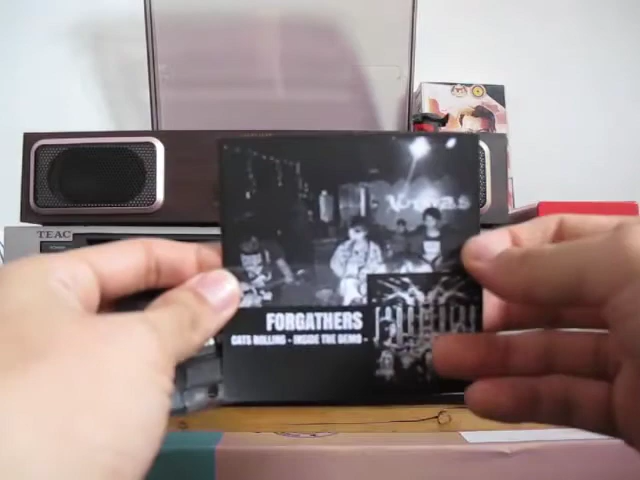 TEAC
FORGATHERS
CATS ROLLING - INSIDE THE DEMO -